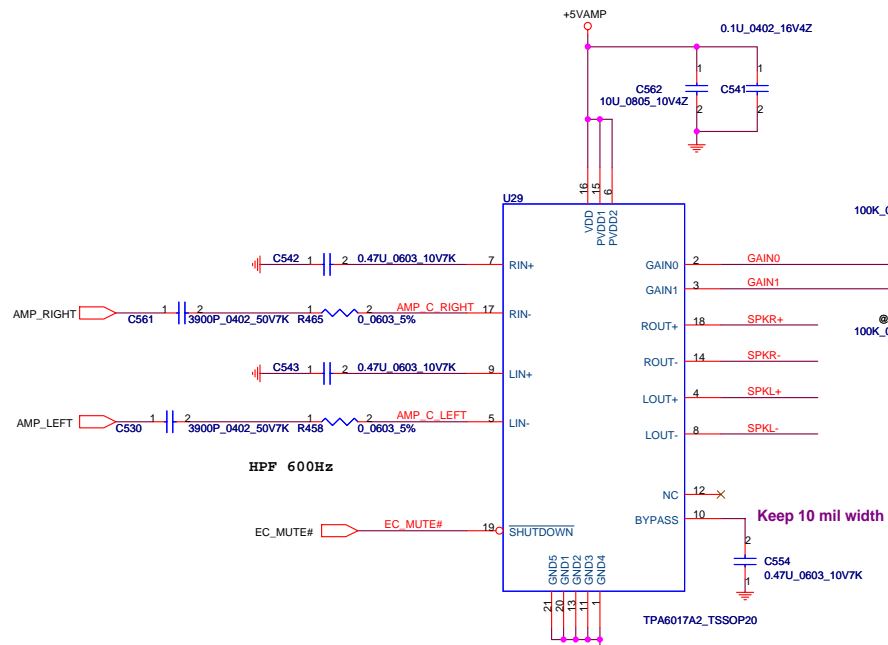 +5VAMP
0.1U_0402_16V4Z
1
1
C562
C541
10U_0805_10V4Z
2
2
16
15
6
U29
VDD
PVDD1
PVDD2
100K_0
C542 1 2 0.47U_0603_10V7K 7 RIN+
GAIN0 2 GAIN0
GAIN1 3 GAIN1
AMP_RIGHT 1 2 1 2 AMP_C_RIGHT 17 RIN-
C561 3900P_0402_50V7K R465 0_0603_5%
ROUT+ 18 SPKR+
@
100K_0
ROUT- 14 SPKR-
C543 1 2 0.47U_0603_10V7K 9 LIN+
LOUT+ 4 SPKL+
AMP_LEFT 1 2 1 2 AMP_C_LEFT 5 LIN-
C530 3900P_0402_50V7K R458 0_0603_5%
LOUT- 8 SPKL-
HPF 600Hz
NC 12
BYPASS 10
Keep 10 mil width
EC_MUTE# EC_MUTE# 19 SHUTDOWN
2
C554
1
0.47U_0603_10V7K
GND5
GND1
GND2
GND3
GND4
21
20
13
11
1
TPA6017A2_TSSOP20